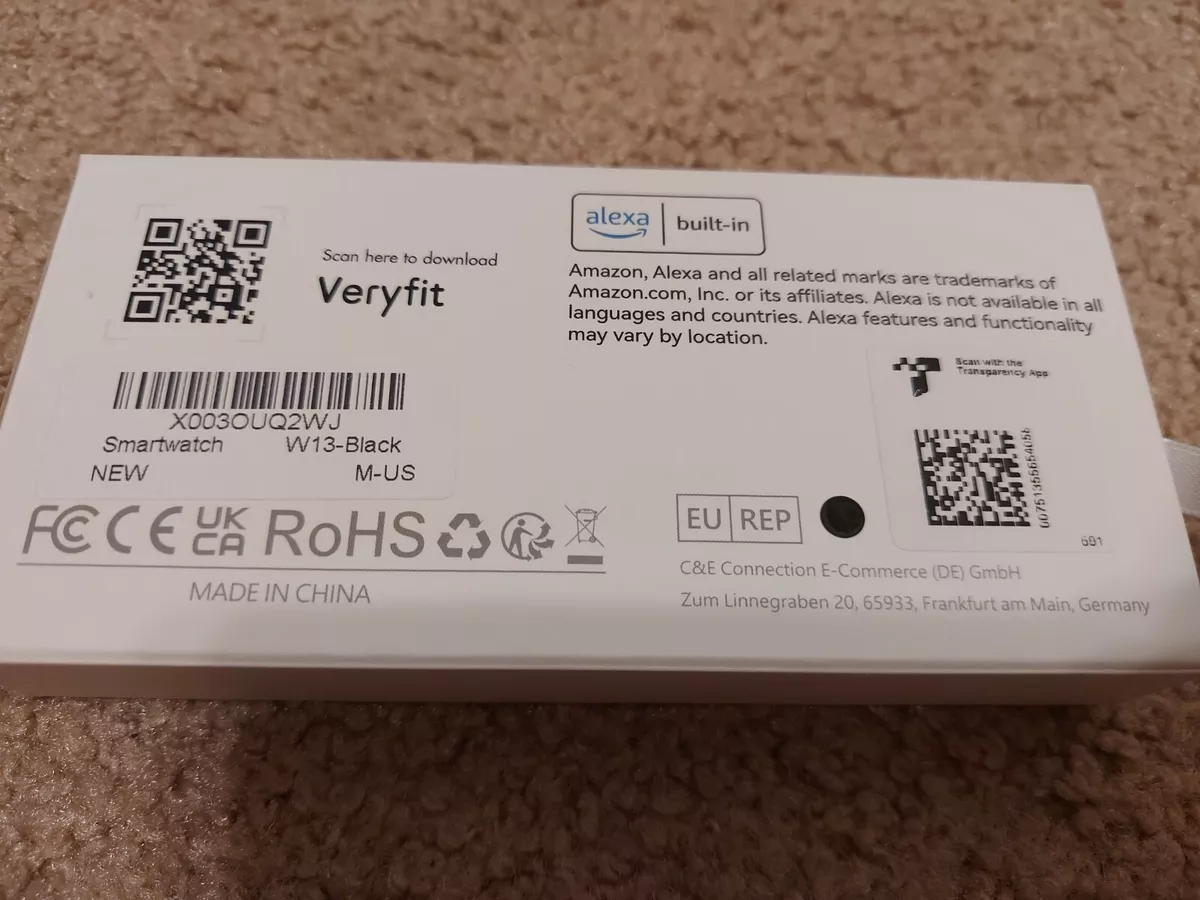 Scan here to download
Veryfit
alexa built-in
Amazon, Alexa and all related marks are trademarks of
Amazon.com, Inc. or its affiliates. Alexa is not available in all
languages and countries. Alexa features and functionality
may vary by location.
Scan with the
Transparency App
X003OUQ2WJ
Smartwatch W13-Black
NEW M-US
691
FC CE UK
CA RoHS
MADE IN CHINA
EU REP
C&E Connection E-Commerce (DE) GmbH
Zum Linnegraben 20, 65933, Frankfurt am Main, Germany